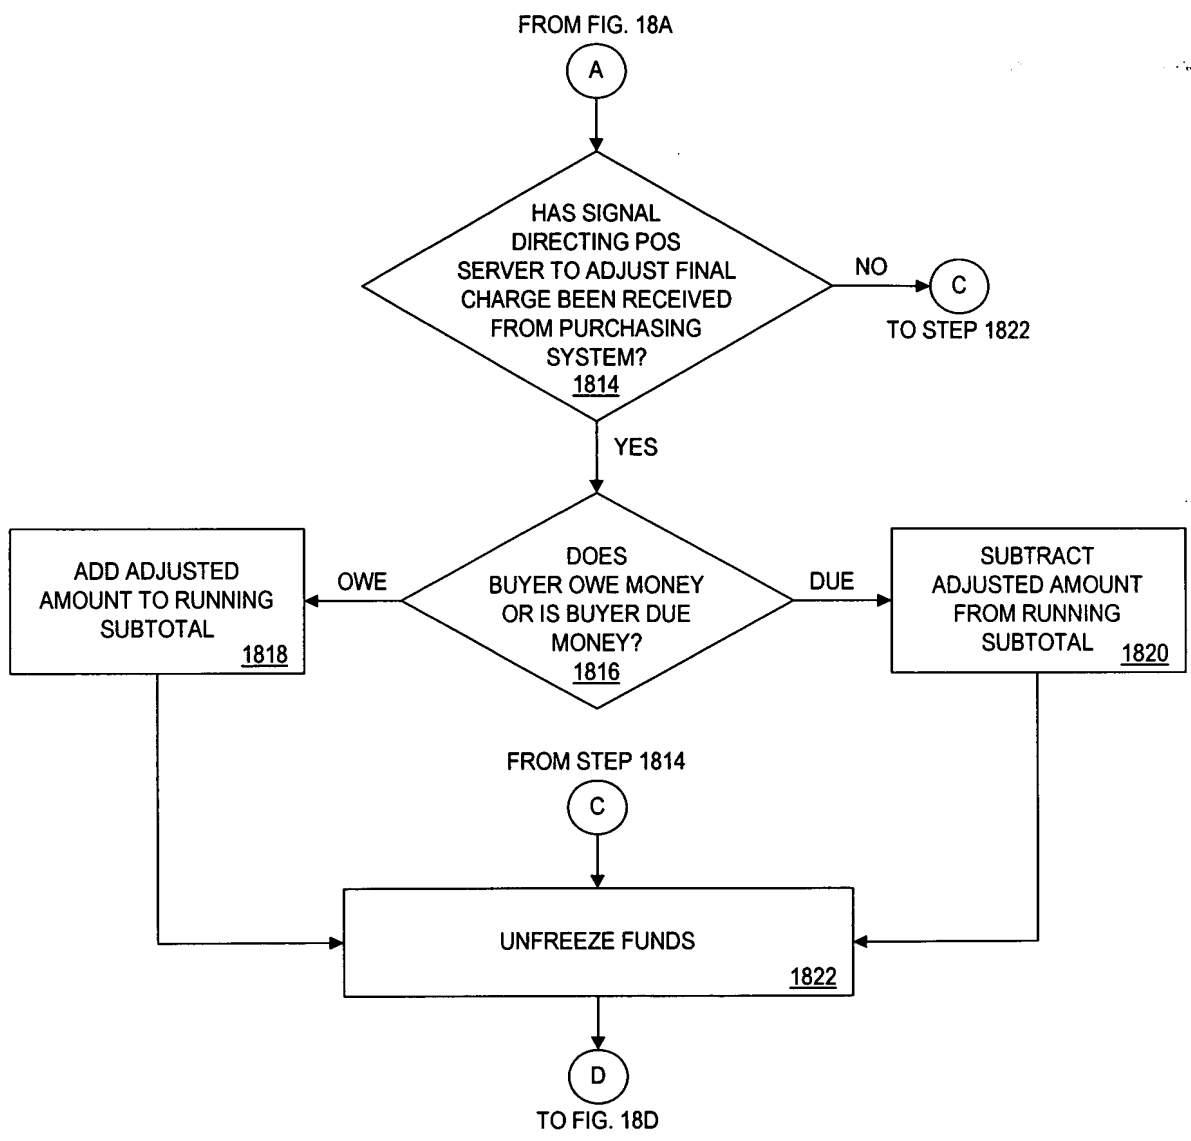 FROM FIG. 18A
A
HAS SIGNAL
DIRECTING POS
SERVER TO ADJUST FINAL
CHARGE BEEN RECEIVED
FROM PURCHASING
SYSTEM?
1814
NO
C
TO STEP 1822
YES
DOES
BUYER OWE MONEY
OR IS BUYER DUE
MONEY?
1816
OWE
ADD ADJUSTED
AMOUNT TO RUNNING
SUBTOTAL
1818
DUE
SUBTRACT
ADJUSTED AMOUNT
FROM RUNNING
SUBTOTAL
1820
FROM STEP 1814
C
UNFREEZE FUNDS
1822
D
TO FIG. 18D